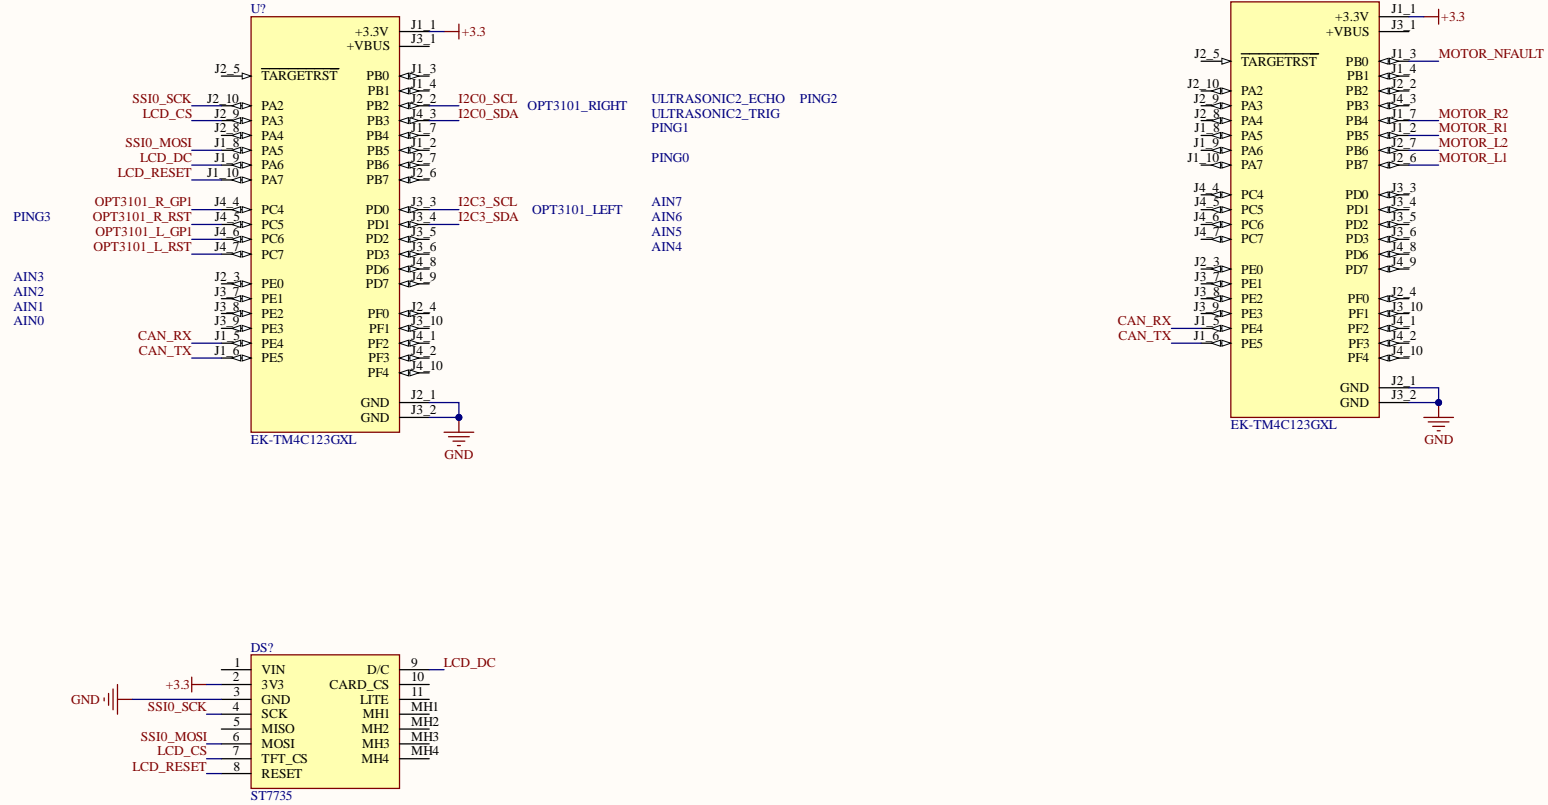 U?
J1_1
+3.3V
+3.3
J3_1
+VBUS
J2_5
TARGETRST
PB0
J1_3
PB1
J1_4
SSI0_SCK J2_10 PA2
PB2 J2_2 I2C0_SCL
LCD_CS J2_9 PA3
PB3 J4_3 I2C0_SDA
OPT3101_RIGHT
ULTRASONIC2_ECHO PING2
ULTRASONIC2_TRIG
J2_8 PA4
PB4 J1_7
PING1
SSI0_MOSI J1_8 PA5
PB5 J1_2
LCD_DC J1_9 PA6
PB6 J2_7
PING0
LCD_RESET J1_10 PA7
PB7 J2_6
OPT3101_R_GP1 J4_4 PC4
PD0 J3_3 I2C3_SCL
OPT3101_LEFT
AIN7
PING3
OPT3101_R_RST J4_5 PC5
PD1 J3_4 I2C3_SDA
AIN6
OPT3101_L_GP1 J4_6 PC6
PD2 J3_5
AIN5
OPT3101_L_RST J4_7 PC7
PD3 J3_6
AIN4
PD6 J4_8
AIN3
J2_3 PE0
PD7 J4_9
AIN2
J3_7 PE1
AIN1
J3_8 PE2
PF0 J2_4
AIN0
J3_9 PE3
PF1 J3_10
CAN_RX J1_5 PE4
PF2 J4_1
CAN_TX J1_6 PE5
PF3 J4_2
PF4 J4_10
GND J2_1
GND J3_2
EK-TM4C123GXL
GND
+3.3V J1_1 +3.3
+VBUS J3_1
J2_5 TARGETRST
PB0 J1_3 MOTOR_NFAULT
PB1 J1_4
J2_10 PA2
PB2 J2_2
J2_9 PA3
PB3 J4_3
J2_8 PA4
PB4 J1_7 MOTOR_R2
J1_8 PA5
PB5 J1_2 MOTOR_R1
J1_9 PA6
PB6 J2_7 MOTOR_L2
J1_10 PA7
PB7 J2_6 MOTOR_L1
J4_4 PC4
PD0 J3_3
J4_5 PC5
PD1 J3_4
J4_6 PC6
PD2 J3_5
J4_7 PC7
PD3 J3_6
PD6 J4_8
J2_3 PE0
PD7 J4_9
J3_7 PE1
J3_8 PE2
PF0 J2_4
J3_9 PE3
PF1 J3_10
CAN_RX J1_5 PE4
PF2 J4_1
CAN_TX J1_6 PE5
PF3 J4_2
PF4 J4_10
GND J2_1
GND J3_2
EK-TM4C123GXL
GND
DS?
1 VIN
D/C 9 LCD_DC
+3.3 2 3V3
CARD_CS 10
GND 3 GND
LITE 11
SSI0_SCK 4 SCK
MH1 MH1
5 MISO
MH2 MH2
SSI0_MOSI 6 MOSI
MH3 MH3
LCD_CS 7 TFT_CS
MH4 MH4
LCD_RESET 8 RESET
ST7735